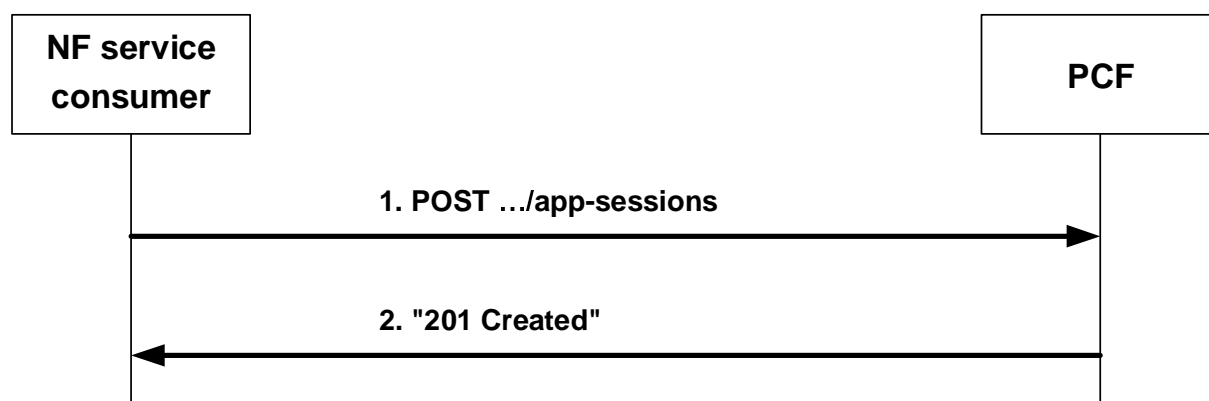 NF service
consumer
PCF
1. POST …/app-sessions
2. "201 Created"